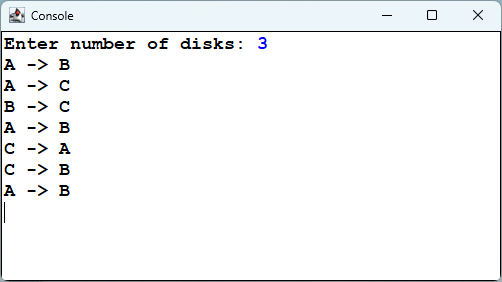 Console
Enter number of disks: 3
A -> B
A -> C
B -> C
A -> B
C -> A
C -> B
A -> B